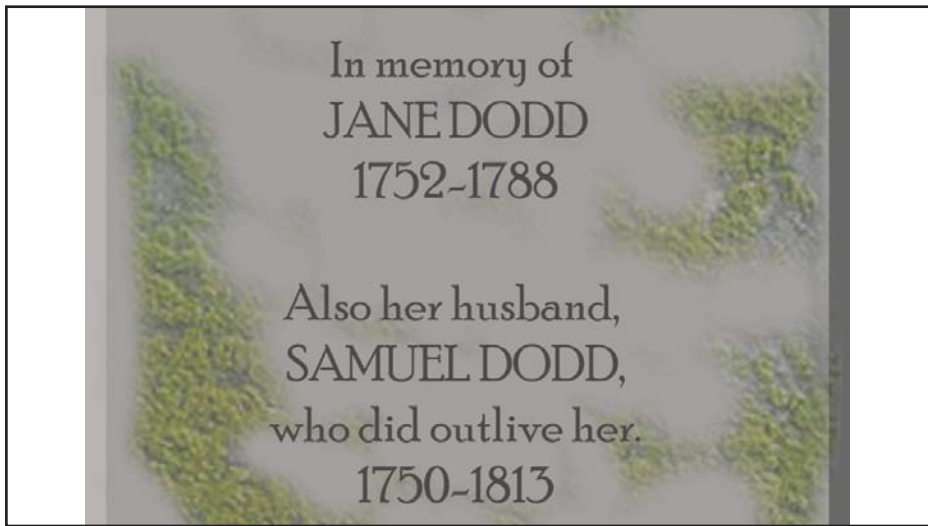 In memory of
JANE DODD
1752-1788
Also her husband,
SAMUEL DODD,
who did outlive her.
1750-1813